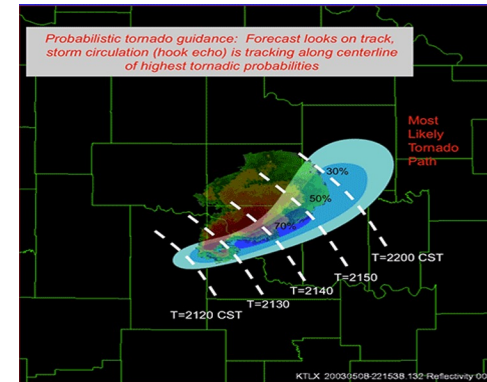 Probabilistic tornado guidance: Forecast looks on track,
storm circulation (hook echo) is tracking along centerline
of highest tornadic probabilities
Most
Likely
Tornado
Path
30%
50%
70%
T=2200 CST
T=2150
T=2140
T=2130
T=2120 CST
KTLX 20030508-221538.132 Reflectivity 00